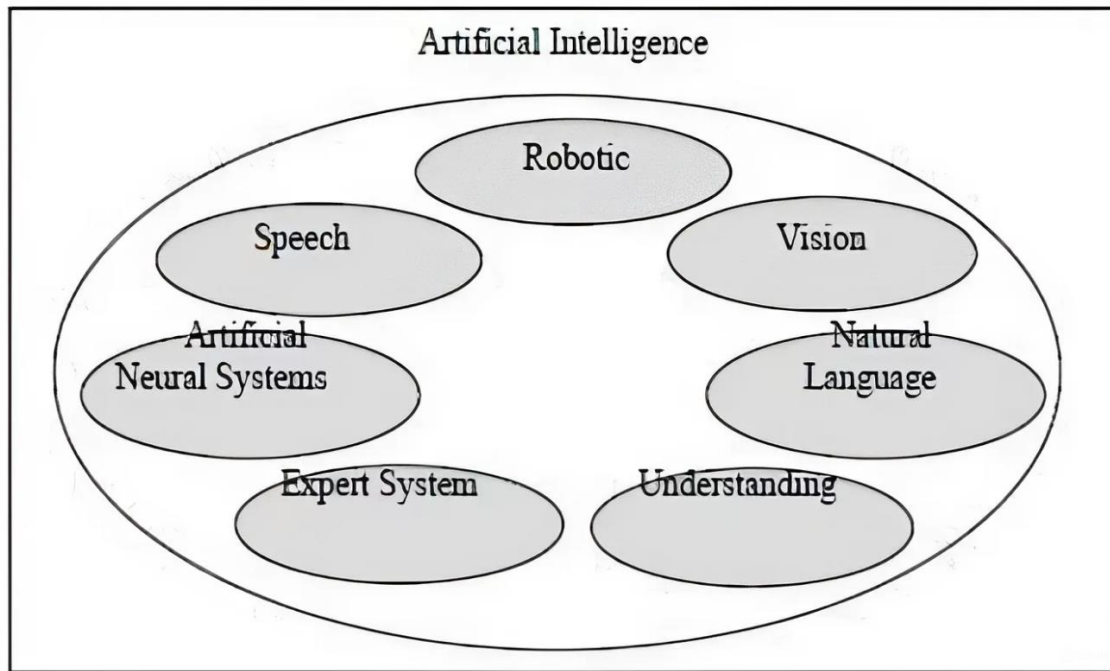 Artificial Intelligence
Robotic
Speech
Vision
Artificial
Neural Systems
Natural
Language
Expert System
Understanding